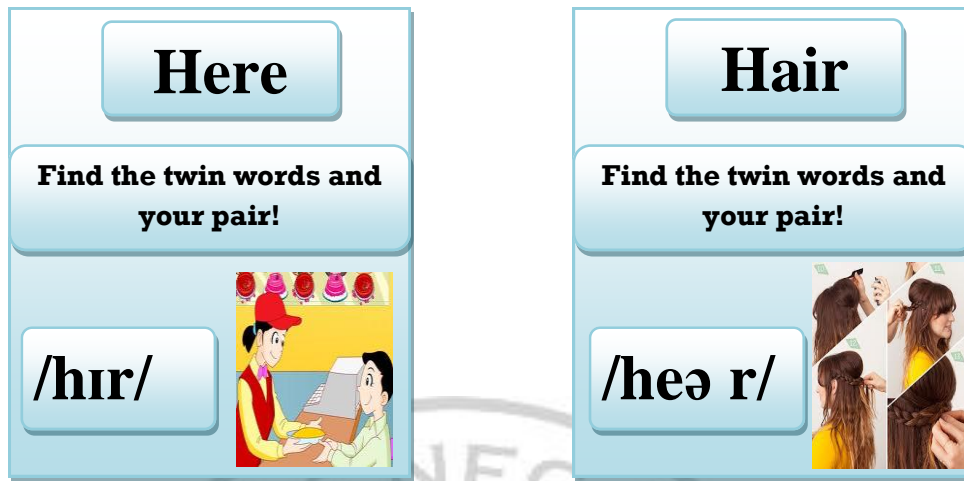 Here
Find the twin words and
your pair!
/hɪr/
Hair
Find the twin words and
your pair!
/heə r/